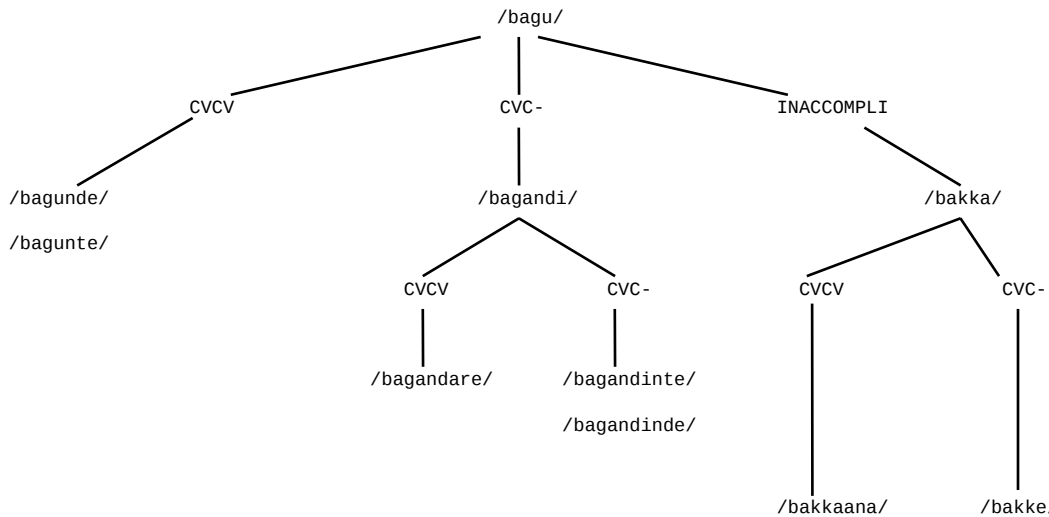 /bagu/
CVCV CVC- INACCOMPLI
/bagunde/ /bagandi/ /bakka/
/bagunte/
CVCV CVC- CVCV CVC-
/bagandare/ /bagandinte/
/bagandinde/
/bakkaana/ /bakke/